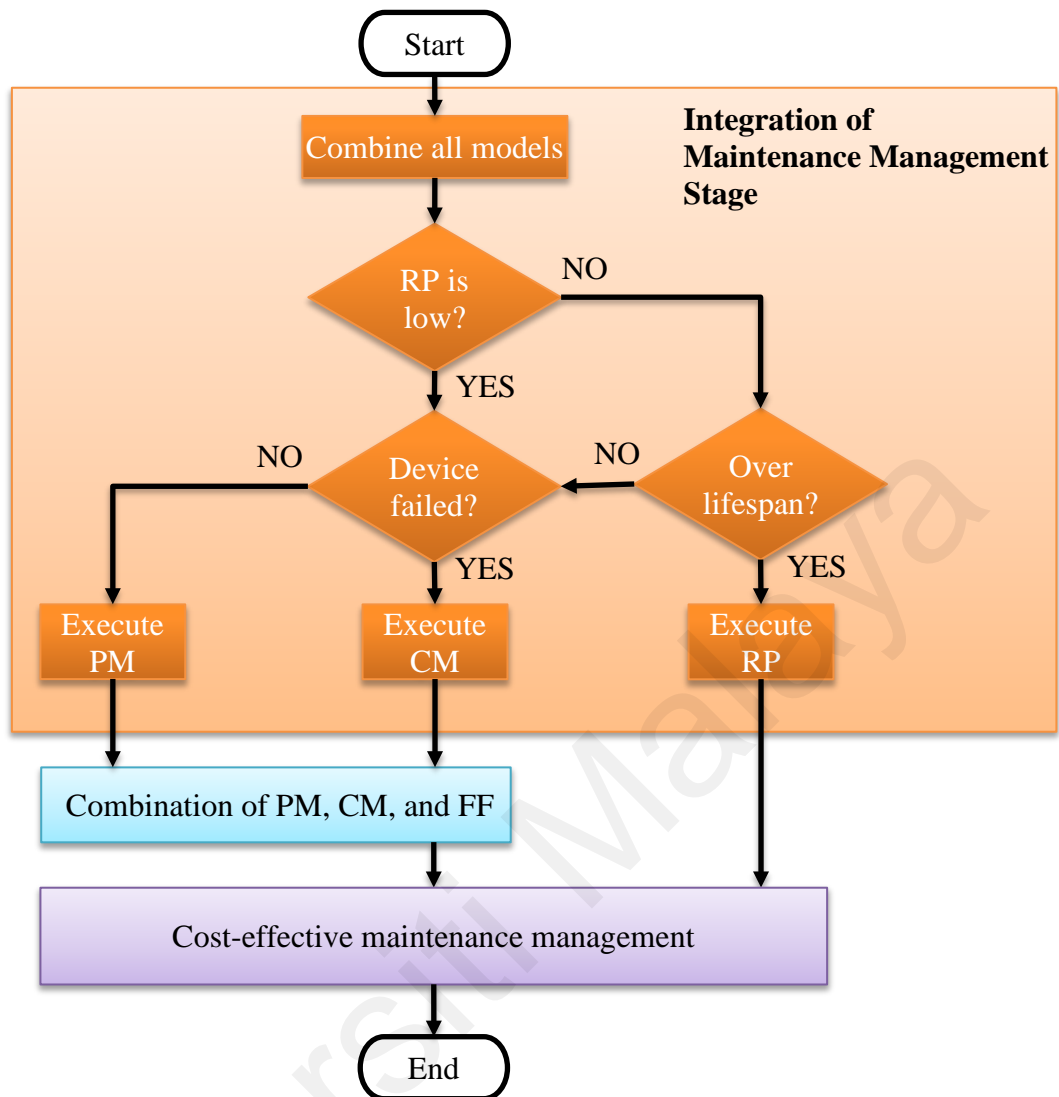 Start
Integration of
Maintenance Management
Stage
Combine all models
RP is
low?
NO
YES
NO
Device
failed?
NO
Over
lifespan?
YES
YES
Execute
PM
Execute
CM
Execute
RP
Combination of PM, CM, and FF
Cost-effective maintenance management
End
rsiti Malaya